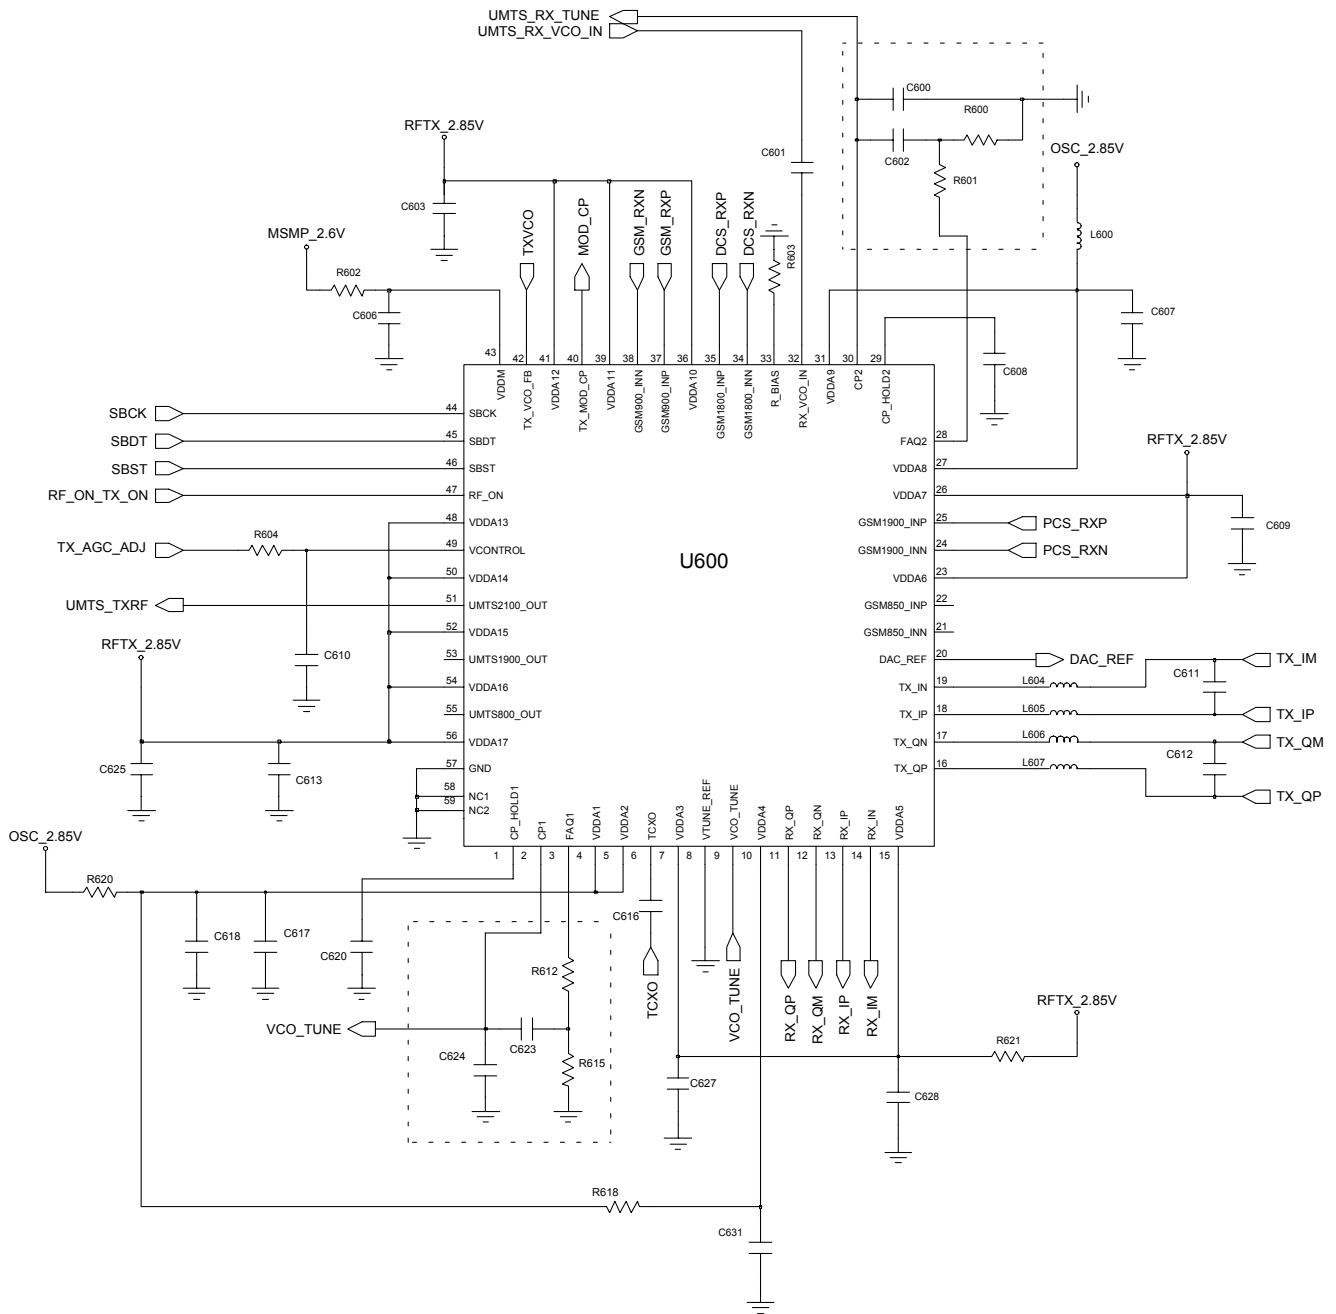 UMTS_RX_TUNE
UMTS_RX_VCO_IN
C600
R600
RFTX_2.85V
C601
C602
OSC_2.85V
R601
C603
TXVCO
MOD_CP
GSM_RXN
GSM_RXP
DCS_RXP
DCS_RXN
R603
L600
MSMP_2.6V
R602
C606
C607
C608
43 42 41 40 39 38 37 36 35 34 33 32 31 30 29
VDDM
TX_VCO_FB
VDDA12
TX_MOD_CP
VDDA11
GSM900_INN
GSM900_INP
VDDA10
GSM1800_INP
GSM1800_INN
R_BIAS
RX_VCO_IN
VDDA9
CP2
CP_HOLD2
SBCK 44 SBCK
SBDT 45 SBDT
FAQ2 28
RFTX_2.85V
SBST 46 SBST
VDDA8 27
RF_ON_TX_ON 47 RF_ON
VDDA7 26
48 VDDA13
GSM1900_INP 25 PCS_RXP
C609
R604
TX_AGC_ADJ 49 VCONTROL
GSM1900_INN 24 PCS_RXN
U600
50 VDDA14
VDDA6 23
UMTS_TXRF 51 UMTS2100_OUT
GSM850_INP 22
52 VDDA15
GSM850_INN 21
RFTX_2.85V
C610
53 UMTS1900_OUT
DAC_REF 20 DAC_REF
TX_IM
54 VDDA16
TX_IN 19 L604
C611
55 UMTS800_OUT
TX_IP 18 L605 TX_IP
56 VDDA17
TX_QN 17 L606 TX_QM
C625
C613
C612
57 GND
TX_QP 16 L607
58 NC1
59 NC2
TX_QP
CP_HOLD1
CP1
FAQ1
VDDA1
VDDA2
TCXO
VDDA3
VTUNE_REF
VCO_TUNE
VDDA4
RX_QP
RX_QN
RX_IP
RX_IN
VDDA5
OSC_2.85V
1 2 3 4 5 6 7 8 9 10 11 12 13 14 15
R620
C618
C617
C620
C616
R612
TCXO
VCO_TUNE
RX_QP
RX_QM
RX_IP
RX_IM
RFTX_2.85V
VCO_TUNE
C623
C624
R615
R621
C627
C628
R618
C631